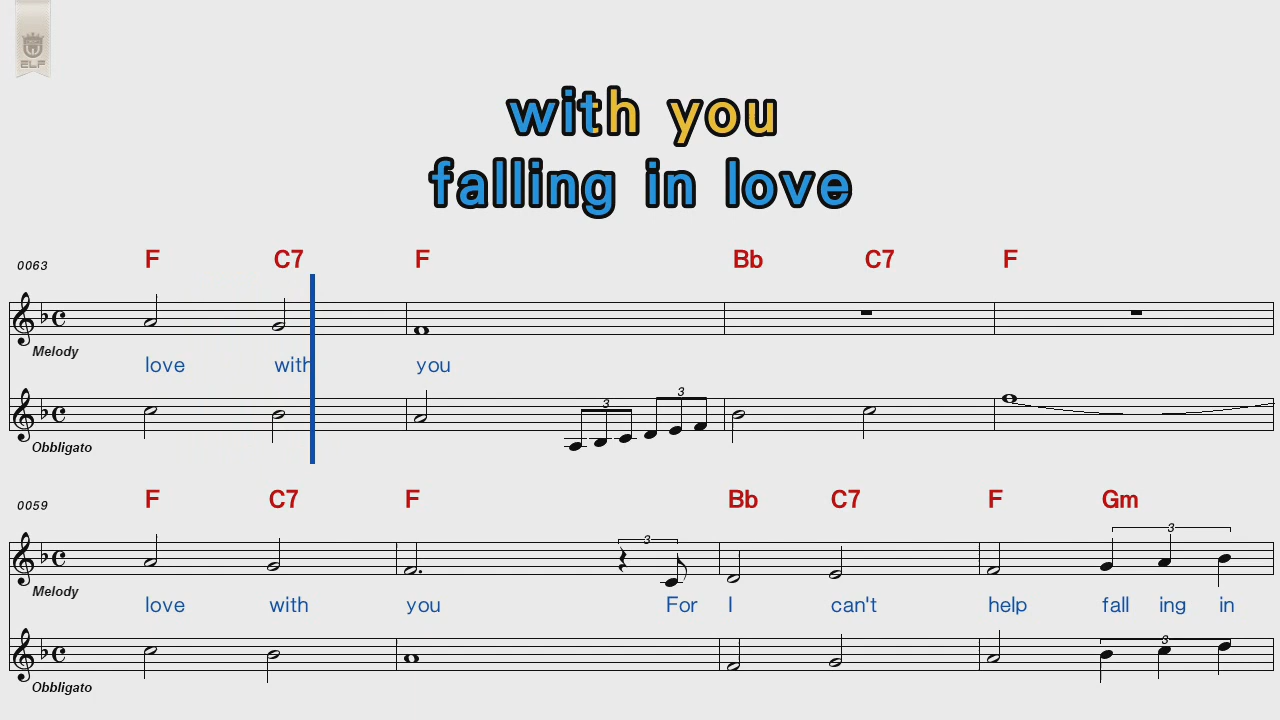 ELF
with you
falling in love
F C7 F Bb C7 F
0063
Melody
love with you
3 3
Obbligato
F C7 F Bb C7 F Gm
0059
3 3
Melody
love with you For I can't help fall ing in
3
Obbligato